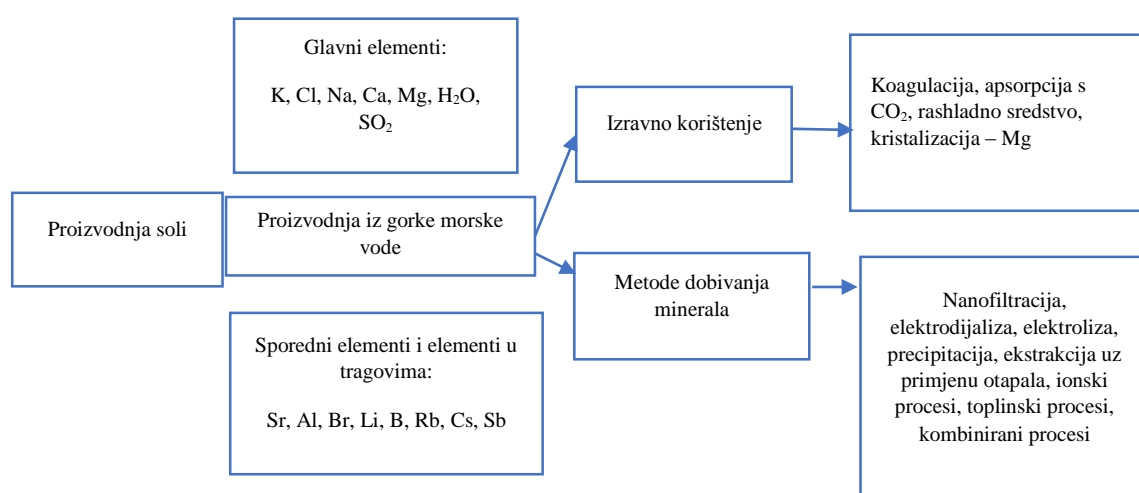 Glavni elementi:
K, Cl, Na, Ca, Mg, H₂O,
SO₂
Izravno korištenje
Koagulacija, apsorpcija s
CO₂, rashladno sredstvo,
kristalizacija – Mg
Proizvodnja soli
Proizvodnja iz gorke morske
vode
Metode dobivanja
minerala
Nanofiltracija,
elektrodijaliza, elektroliza,
precipitacija, ekstrakcija uz
primjenu otapala, ionski
procesi, toplinski procesi,
kombinirani procesi
Sporedni elementi i elementi u
tragovima:
Sr, Al, Br, Li, B, Rb, Cs, Sb